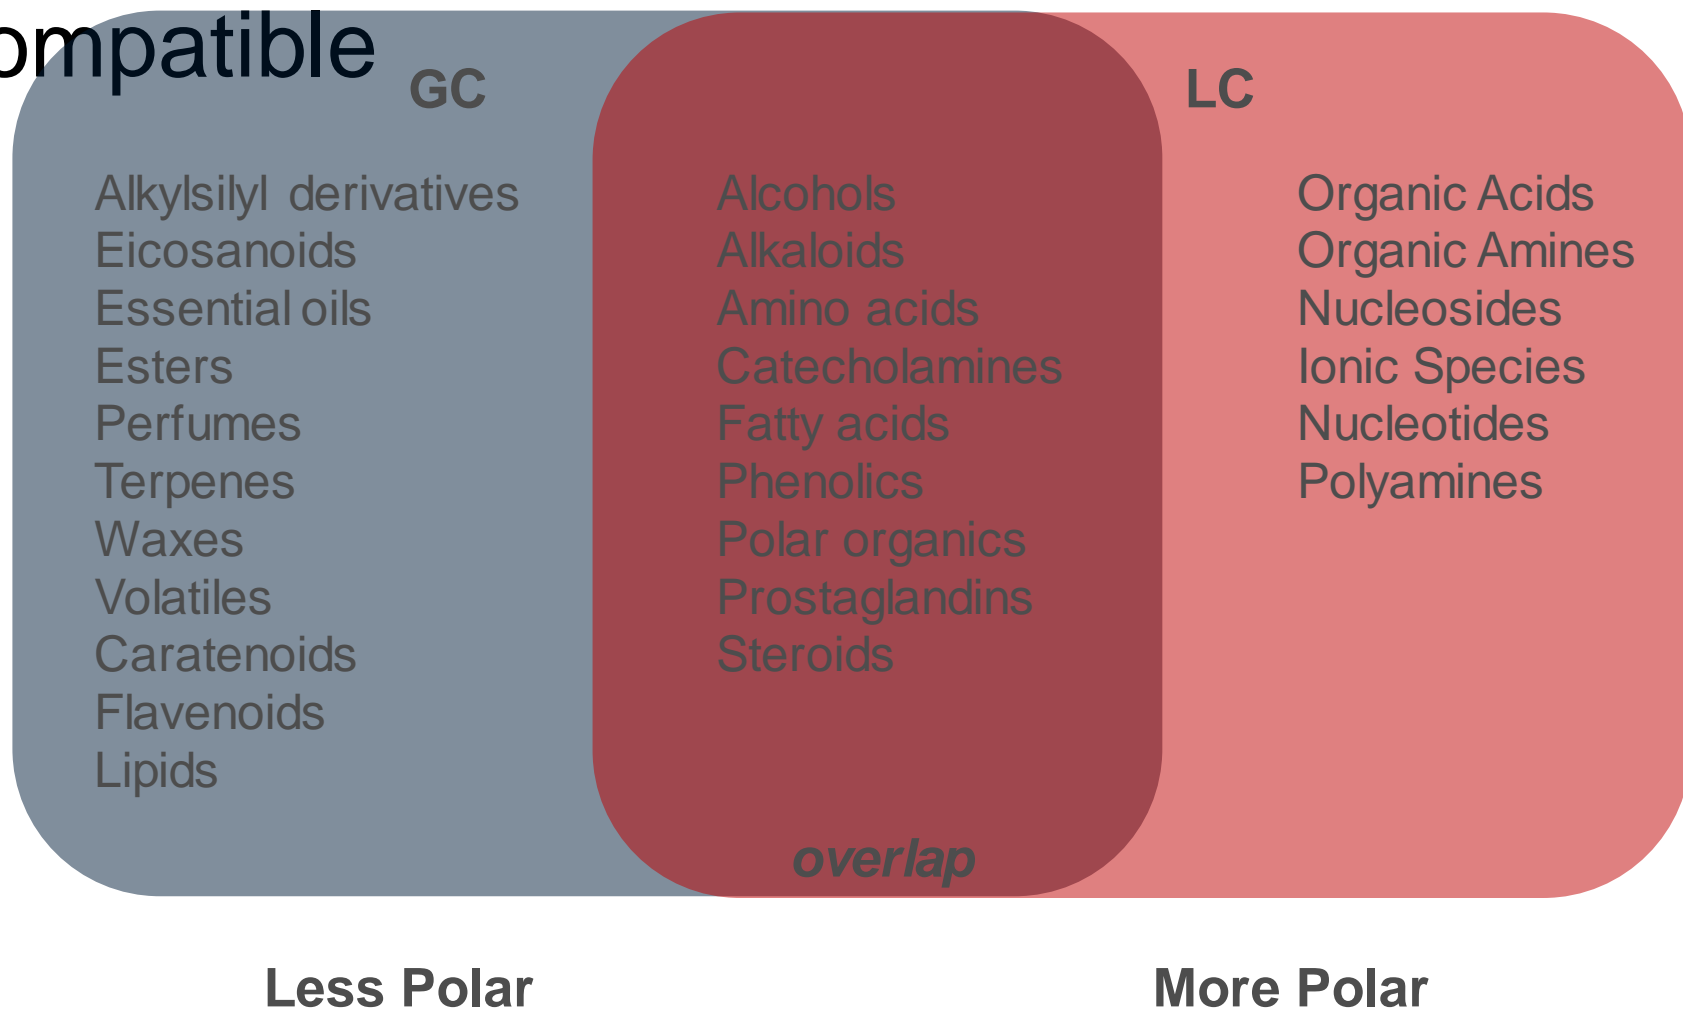 ompatible
GC
LC
Alkylsilyl derivatives
Eicosanoids
Essential oils
Esters
Perfumes
Terpenes
Waxes
Volatiles
Caratenoids
Flavenoids
Lipids
Alcohols
Alkaloids
Amino acids
Catecholamines
Fatty acids
Phenolics
Polar organics
Prostaglandins
Steroids
overlap
Organic Acids
Organic Amines
Nucleosides
Ionic Species
Nucleotides
Polyamines
Less Polar
More Polar